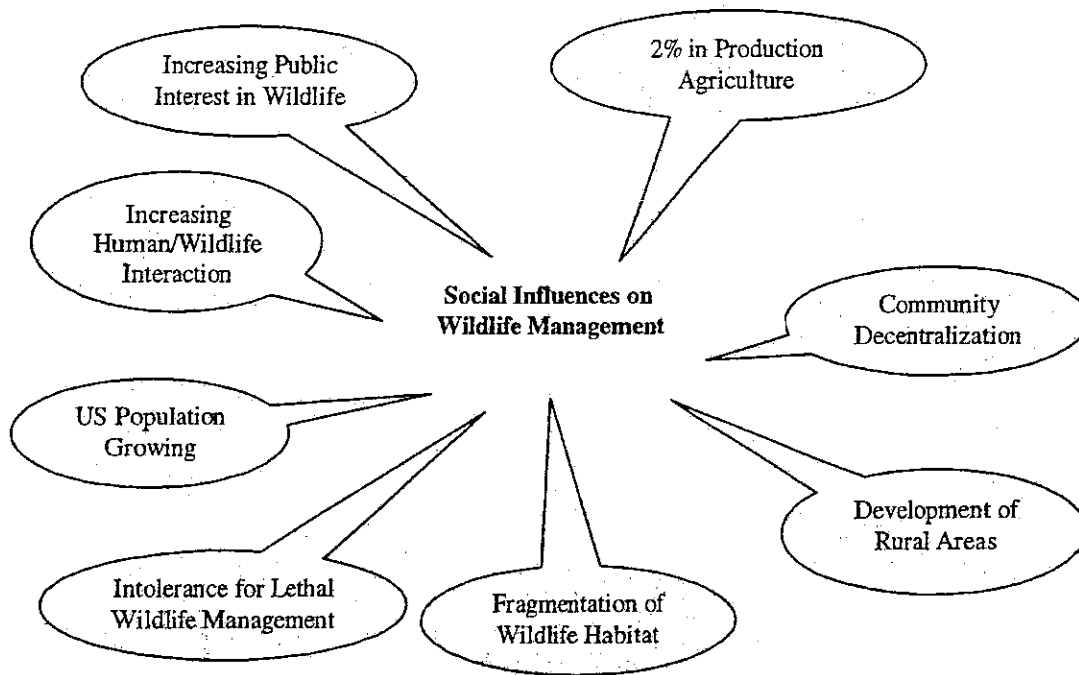 Increasing Public
Interest in Wildlife
2% in Production
Agriculture
Increasing
Human/Wildlife
Interaction
Social Influences on
Wildlife Management
Community
Decentralization
US Population
Growing
Development of
Rural Areas
Intolerance for Lethal
Wildlife Management
Fragmentation of
Wildlife Habitat